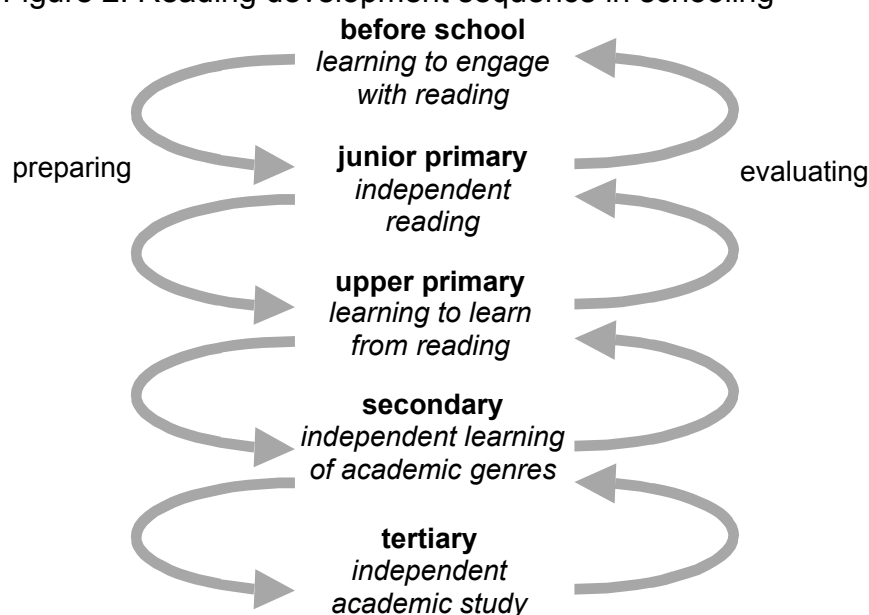 Figure 2: Reading development sequence in schooling
before school
learning to engage
with reading
preparing
junior primary
independent
reading
evaluating
upper primary
learning to learn
from reading
secondary
independent learning
of academic genres
tertiary
independent
academic study